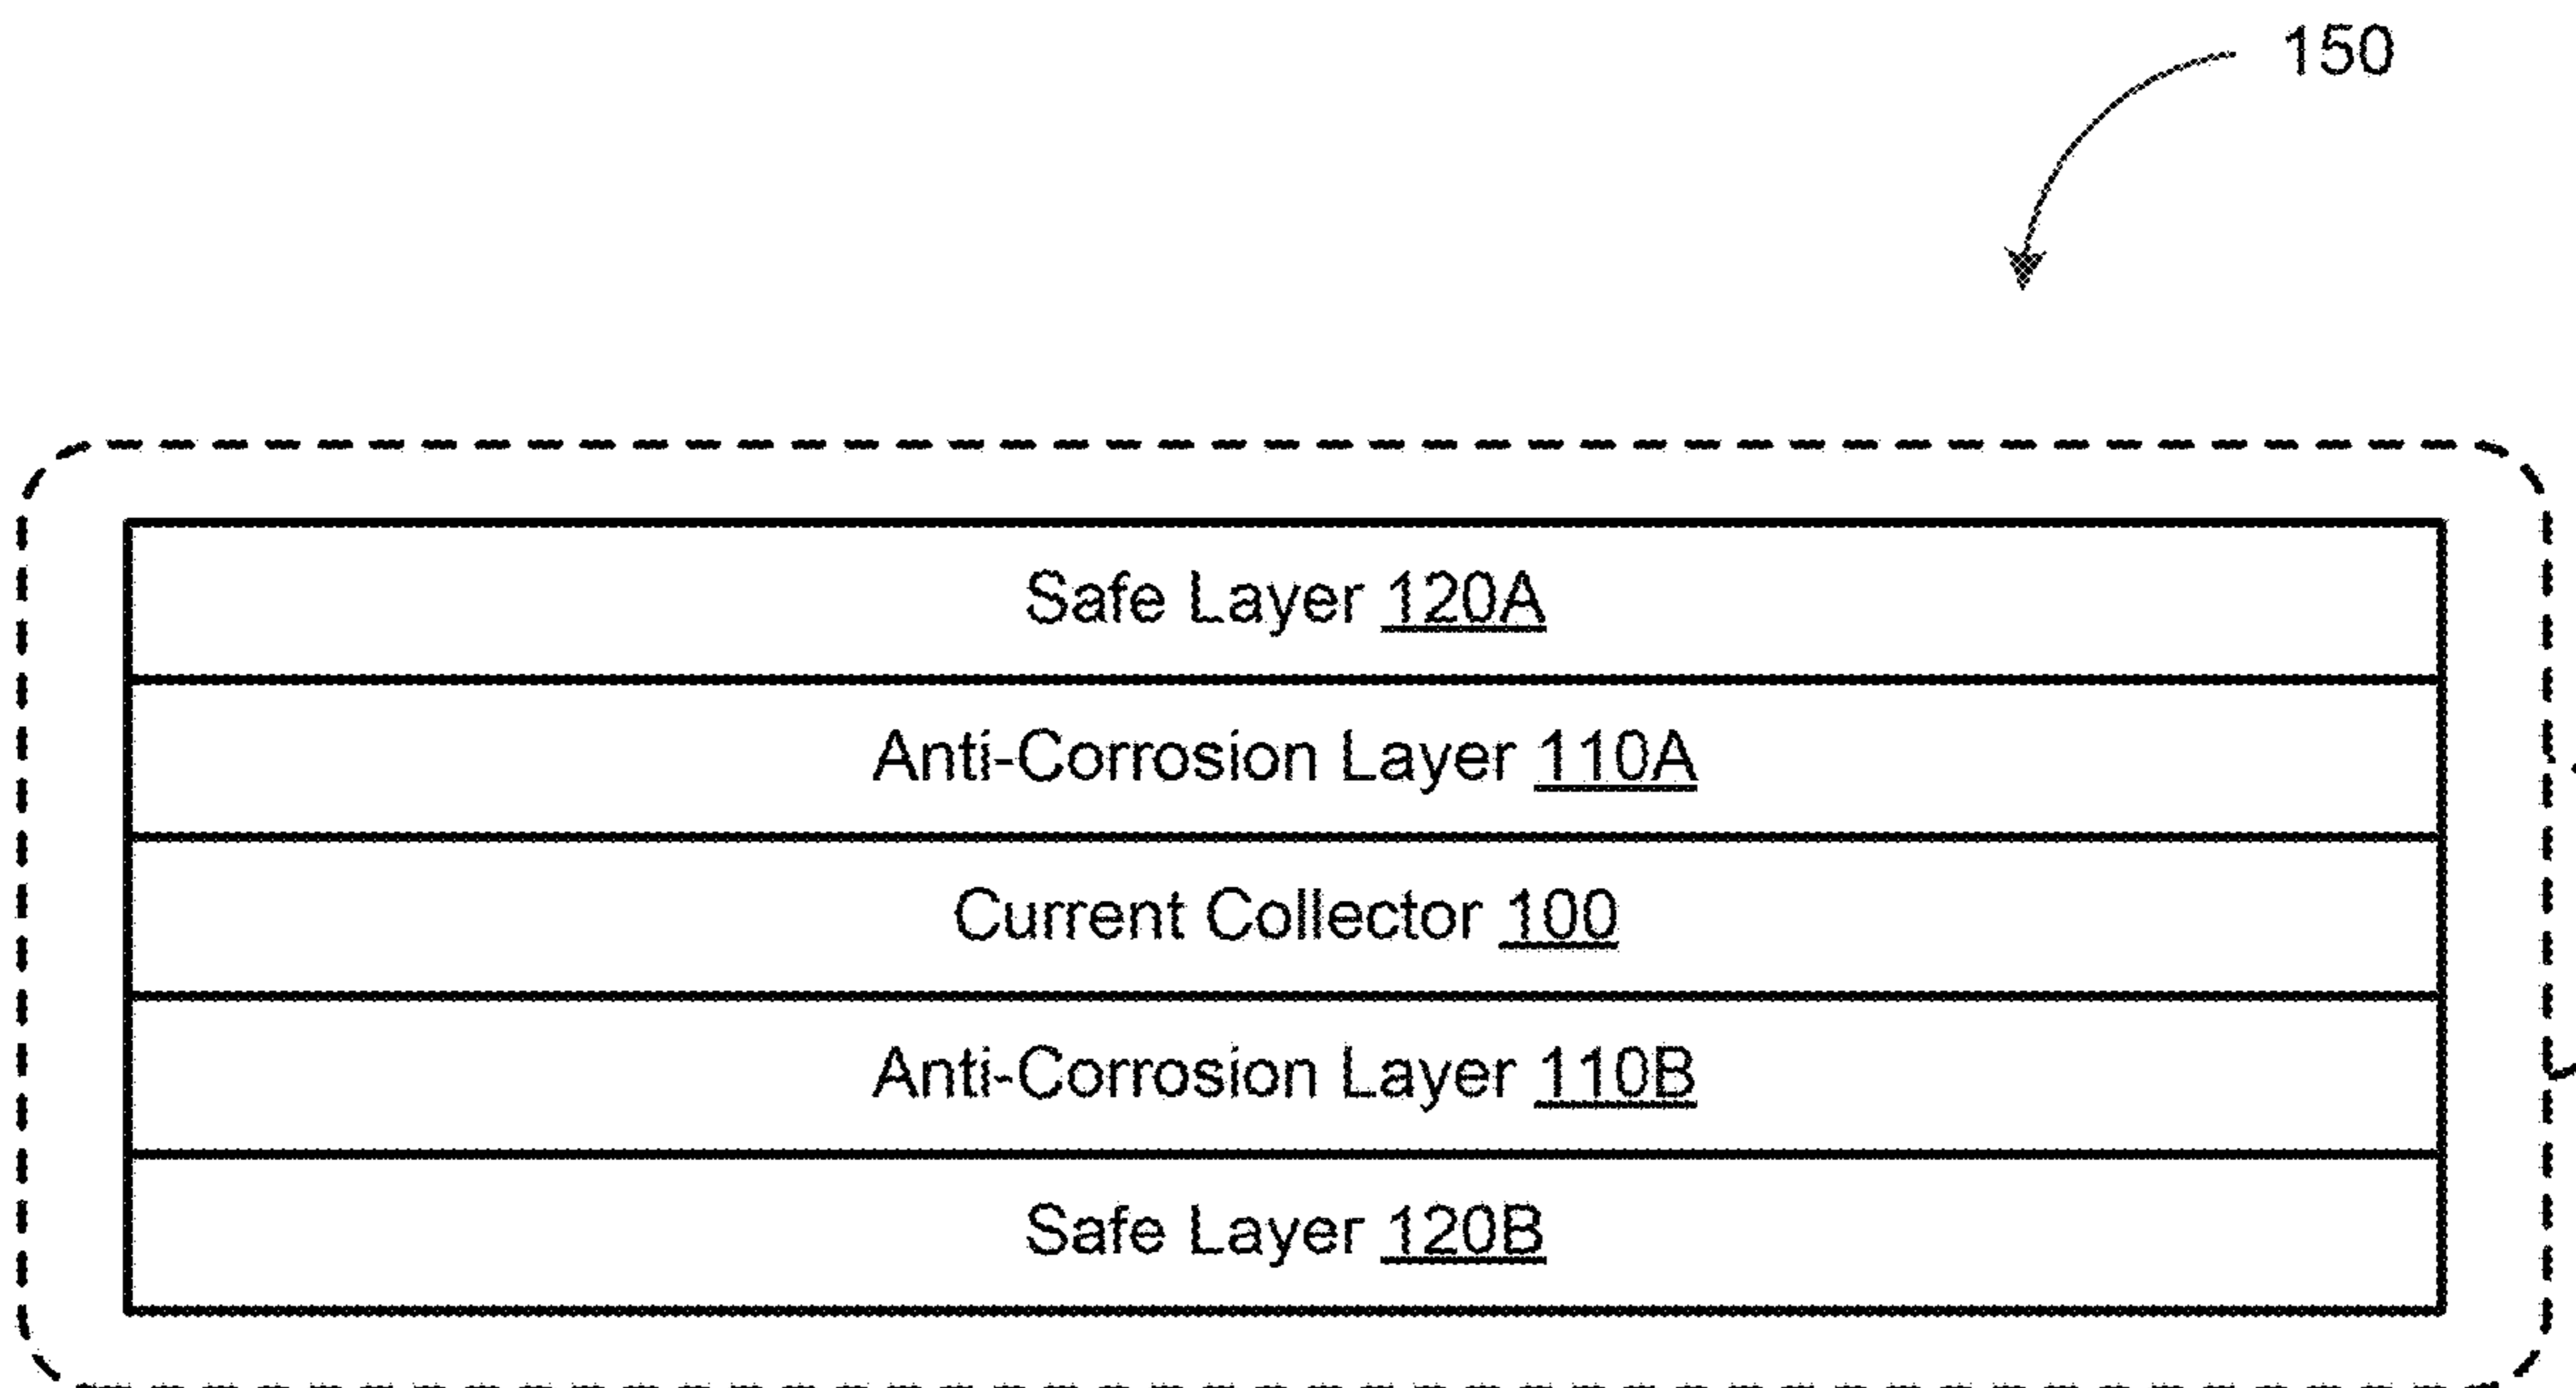 150
Safe Layer 120A
Anti-Corrosion Layer 110A
Current Collector 100
Anti-Corrosion Layer 110B
Safe Layer 120B